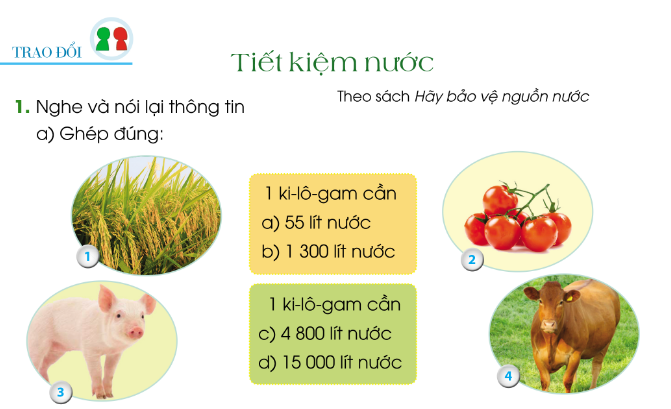 TRAO ĐỔI
Tiết kiệm nước
Theo sách Hãy bảo vệ nguồn nước
1. Nghe và nói lại thông tin
a) Ghép đúng:
1
1 ki-lô-gam cần
a) 55 lít nước
b) 1 300 lít nước
2
3
1 ki-lô-gam cần
c) 4 800 lít nước
d) 15 000 lít nước
4